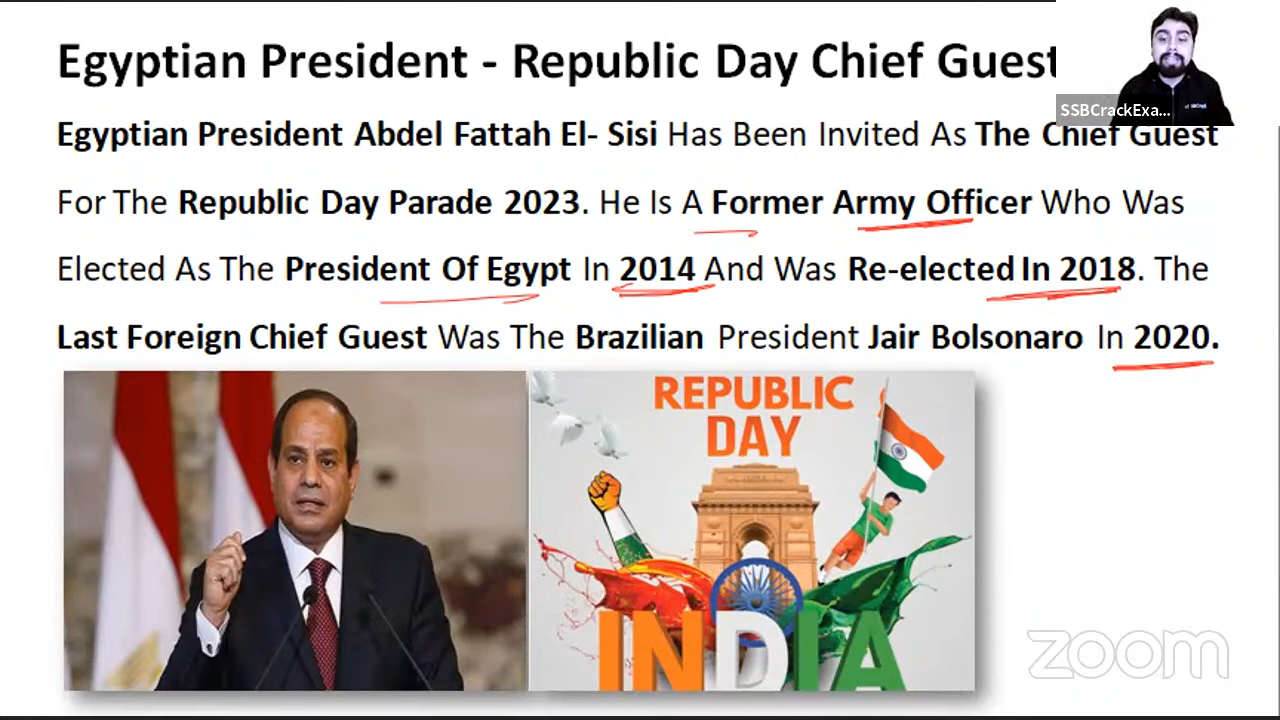 Egyptian President - Republic Day Chief Guest
SSBCrackExa...
Egyptian President Abdel Fattah El- Sisi Has Been Invited As The Chief Guest
For The Republic Day Parade 2023. He Is A Former Army Officer Who Was
Elected As The President Of Egypt In 2014 And Was Re-elected In 2018. The
Last Foreign Chief Guest Was The Brazilian President Jair Bolsonaro In 2020.
REPUBLIC
DAY
INDIA
zoom